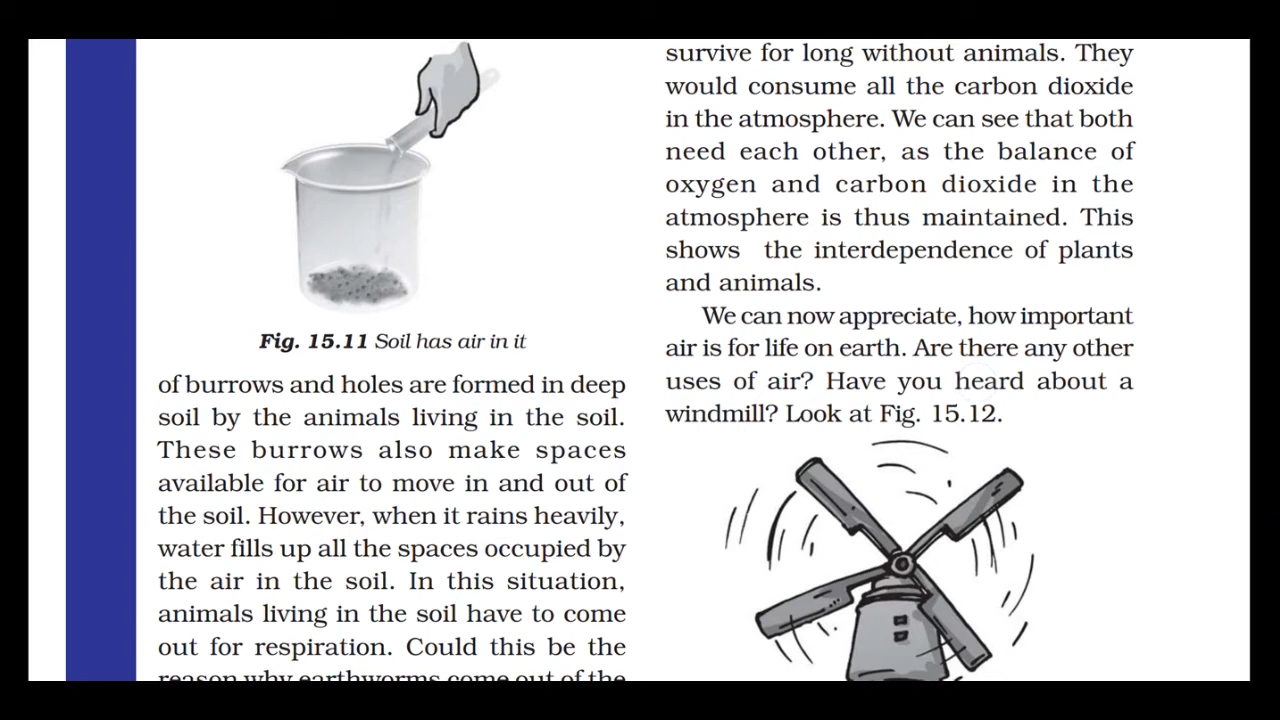 Fig. 15.11 Soil has air in it
of burrows and holes are formed in deep
soil by the animals living in the soil.
These burrows also make spaces
available for air to move in and out of
the soil. However, when it rains heavily,
water fills up all the spaces occupied by
the air in the soil. In this situation,
animals living in the soil have to come
out for respiration. Could this be the
reason why earthworms come out of the
survive for long without animals. They
would consume all the carbon dioxide
in the atmosphere. We can see that both
need each other, as the balance of
oxygen and carbon dioxide in the
atmosphere is thus maintained. This
shows the interdependence of plants
and animals.
We can now appreciate, how important
air is for life on earth. Are there any other
uses of air? Have you heard about a
windmill? Look at Fig. 15.12.